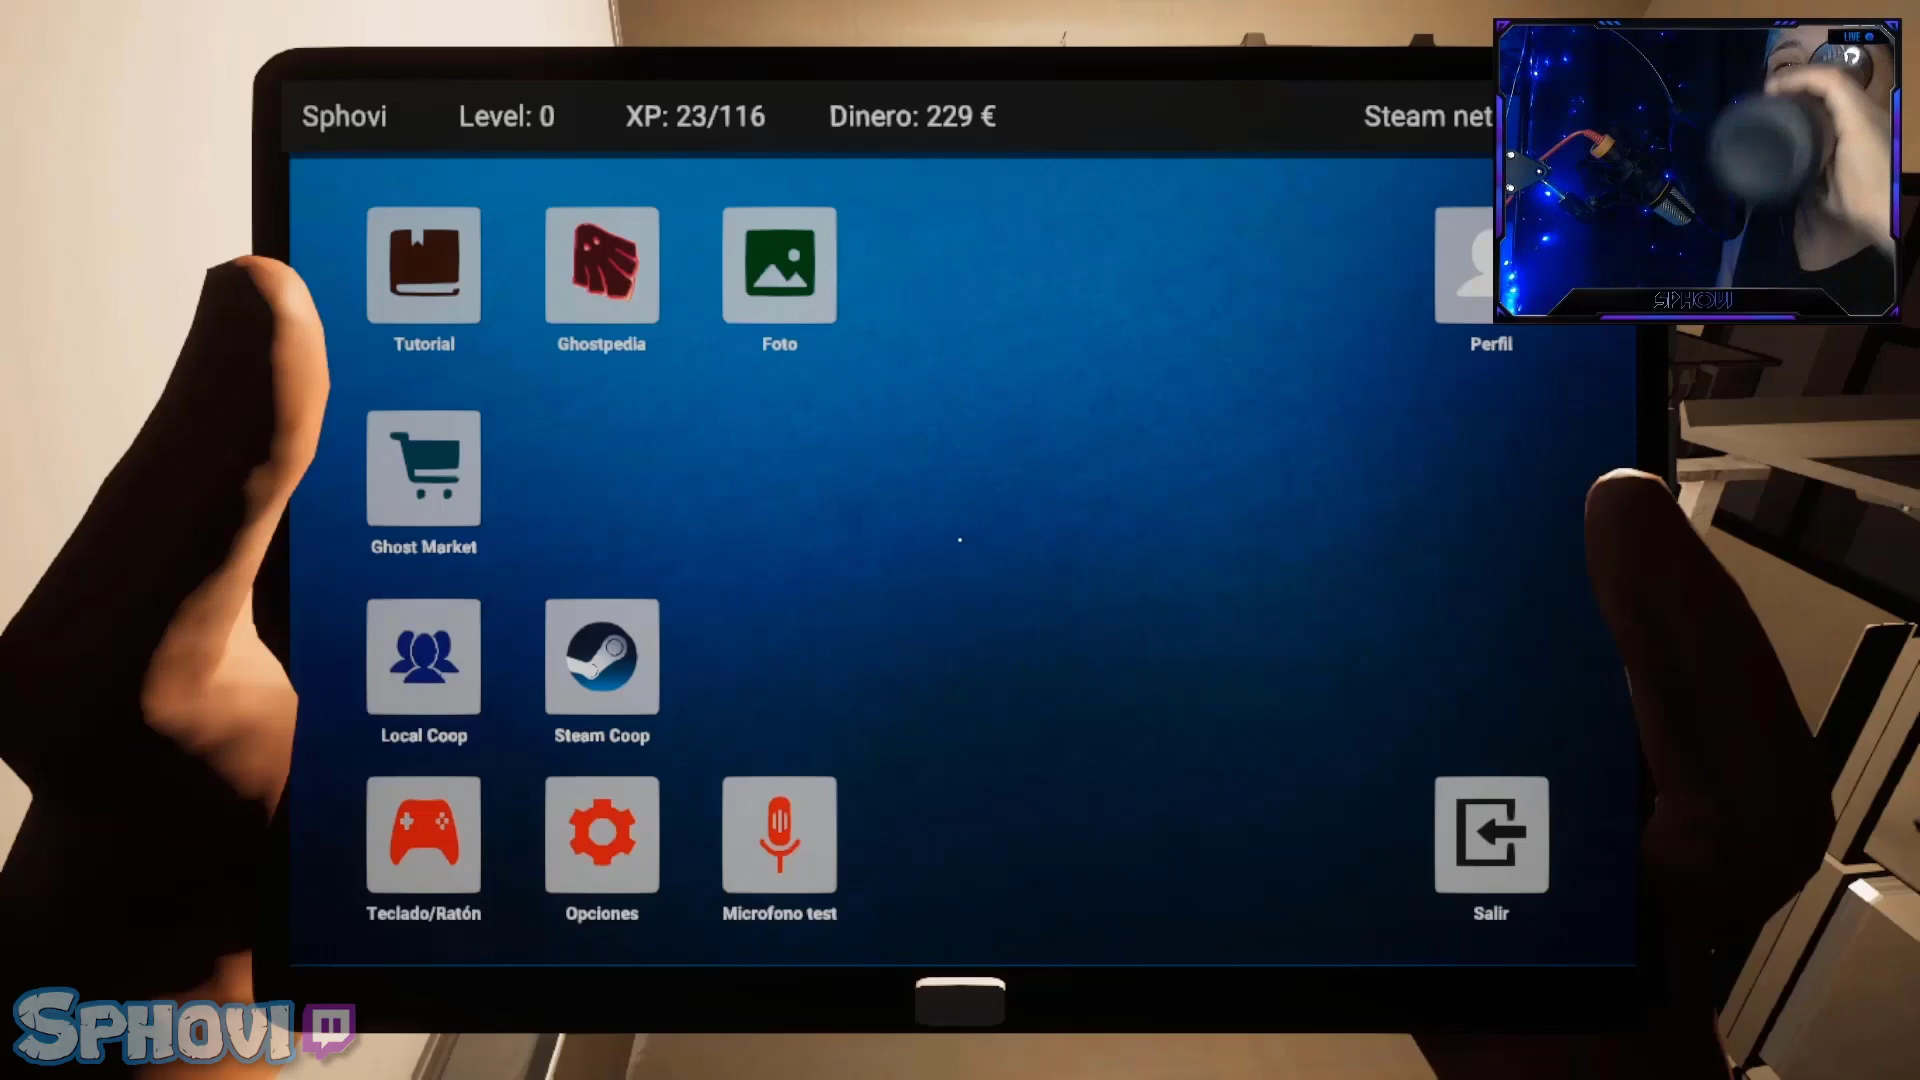 Sphovi Level: 0 XP: 23/116 Dinero: 229 € Steam net
LIVE
SPHOVI
Tutorial Ghostpedia Foto Perfil
Ghost Market
Local Coop Steam Coop
Teclado/Ratón Opciones Microfono test Salir
SPHOVI